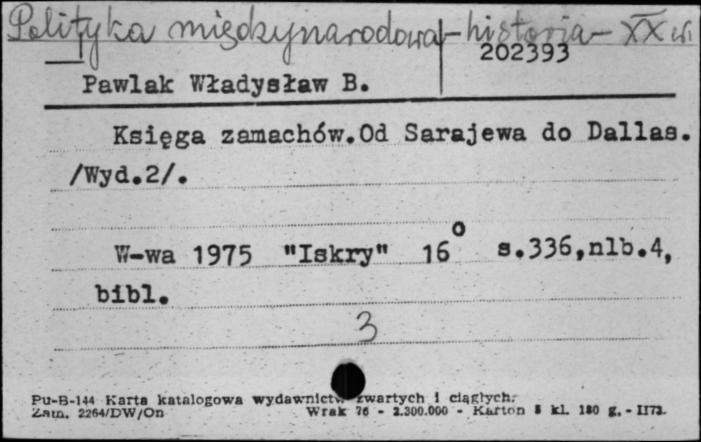 Polityka międzynarodowa - historia - XX w.
202393
Pawlak Władysław B.
Księga zamachów.Od Sarajewa do Dallas.
/Wyd.2/.
W-wa 1975 "Iskry" 16° s.336,nlb.4,
bibl.
3
Pu-B-144 Karta katalogowa wydawnictw zwartych i ciągłych.
Zam. 2264/DW/On Wrak 76 - 2.300.000 - Karton kl. 180 g. - II73.